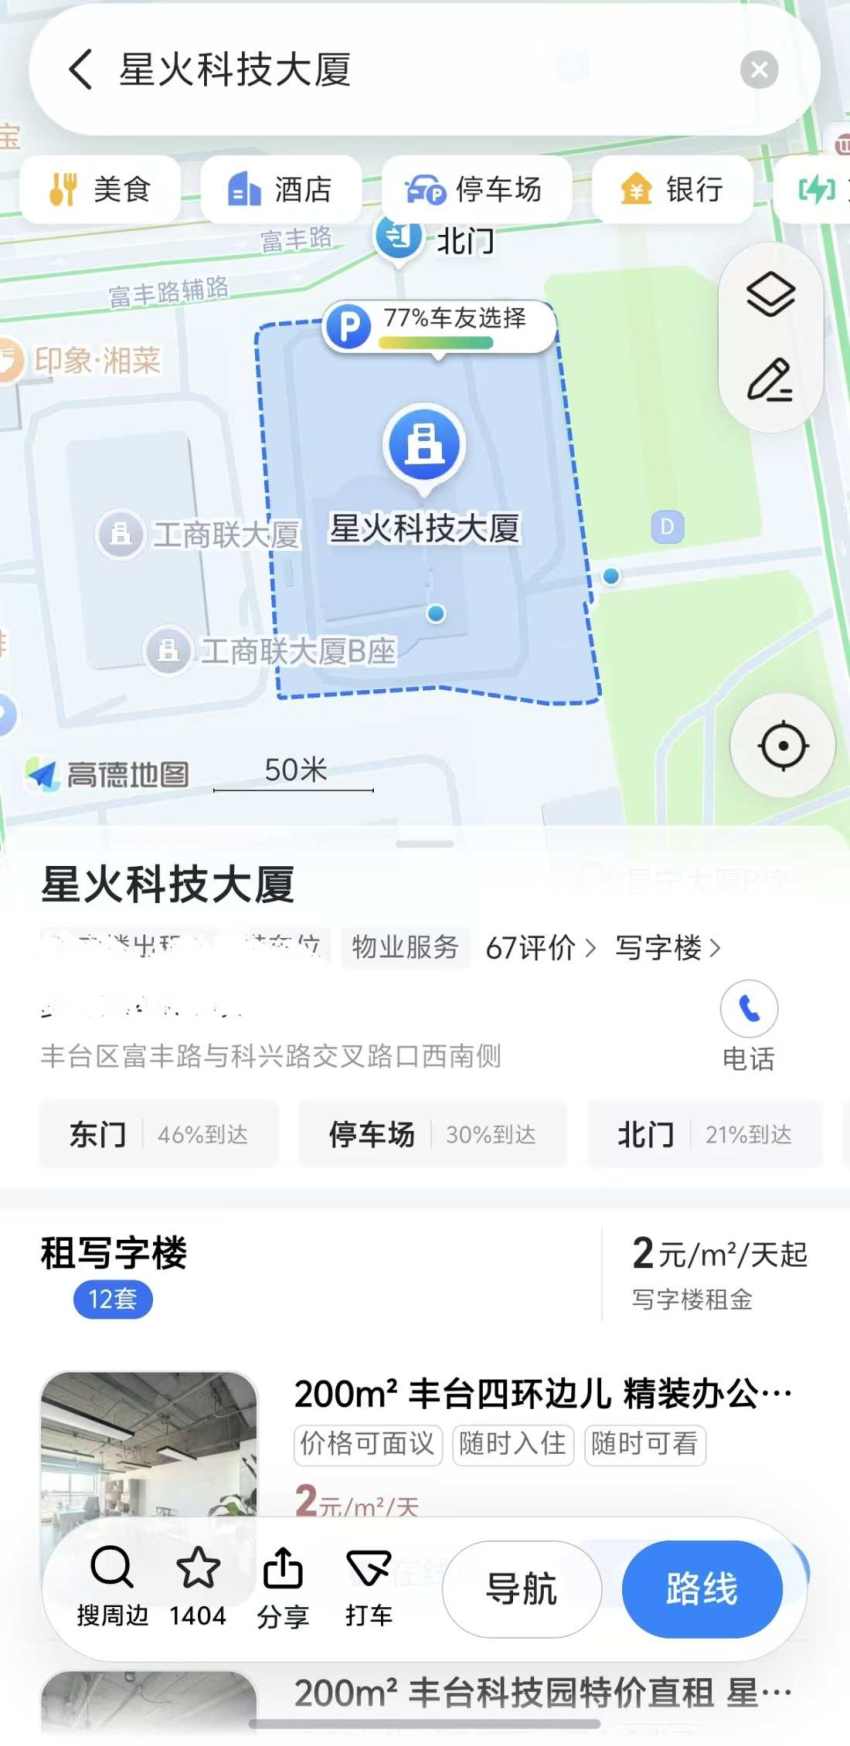 星火科技大厦
美食
酒店
停车场
银行
富丰路
北门
富丰路辅路
P
77%车友选择
印象·湘菜
星火科技大厦
工商联大厦
D
工商联大厦B座
高德地图
50米
星火科技大厦
物业服务
67评价
写字楼
丰台区富丰路与科兴路交叉路口西南侧
电话
东门 46%到达
停车场 30%到达
北门 21%到达
租写字楼
12套
2元/m²/天起
写字楼租金
200m² 丰台四环边儿 精装办公…
价格可面议
随时入住
随时可看
2元/m²/天
搜周边
1404
分享
打车
导航
路线
200m² 丰台科技园特价直租 星…